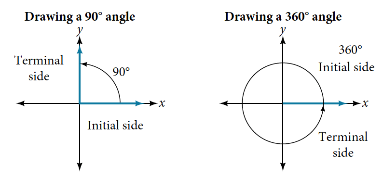 Drawing a 90° angle
y
Terminal
side
90°
x
Initial side
Drawing a 360° angle
y
360°
Initial side
x
Terminal
side